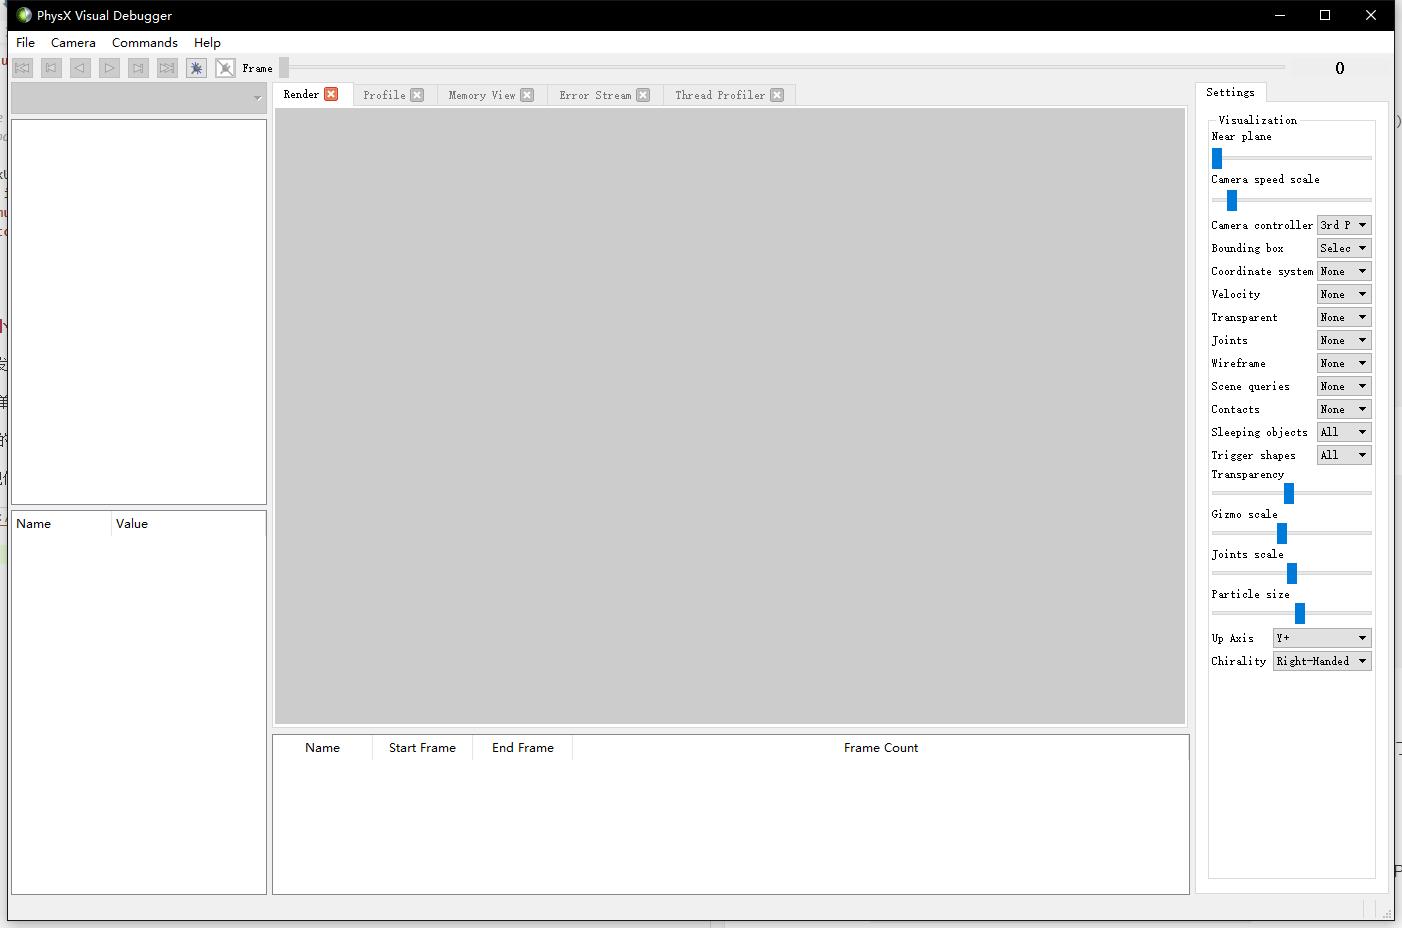 PhysX Visual Debugger
File Camera Commands Help
Frame 0
Render Profile Memory View Error Stream Thread Profiler
Settings
Visualization
Near plane
Camera speed scale
Camera controller 3rd P
Bounding box Selec
Coordinate system None
Velocity None
Transparent None
Joints None
Wireframe None
Scene queries None
Contacts None
Sleeping objects All
Trigger shapes All
Transparency
Gizmo scale
Joints scale
Particle size
Up Axis Y+
Chirality Right-Handed
Name Value
Name Start Frame End Frame Frame Count